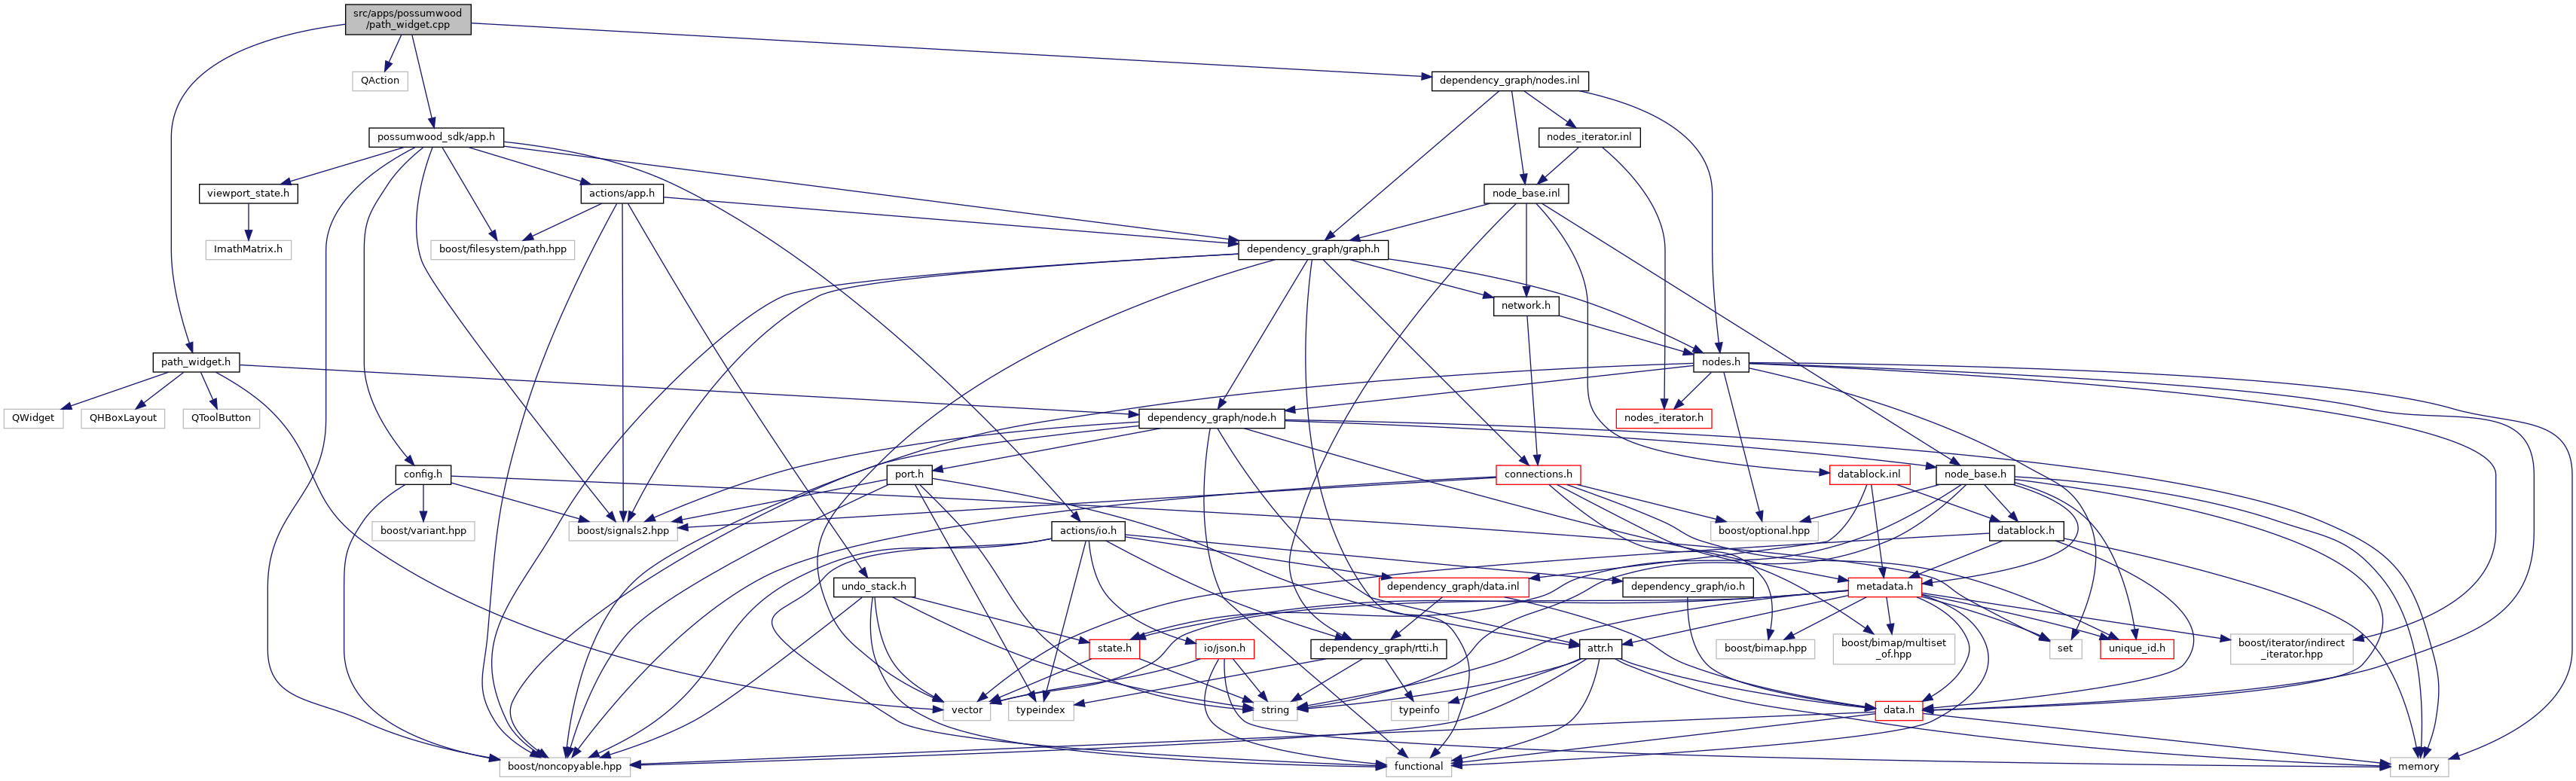 src/apps/possumwood
/path_widget.cpp
QAction
dependency_graph/nodes.inl
possumwood_sdk/app.h
nodes_iterator.inl
viewport_state.h
actions/app.h
node_base.inl
ImathMatrix.h
boost/filesystem/path.hpp
dependency_graph/graph.h
network.h
path_widget.h
nodes.h
QWidget
QHBoxLayout
QToolButton
dependency_graph/node.h
nodes_iterator.h
config.h
port.h
connections.h
datablock.inl
node_base.h
boost/variant.hpp
boost/signals2.hpp
actions/io.h
boost/optional.hpp
datablock.h
undo_stack.h
dependency_graph/data.inl
dependency_graph/io.h
metadata.h
state.h
io/json.h
dependency_graph/rtti.h
attr.h
boost/bimap.hpp
boost/bimap/multiset
_of.hpp
set
unique_id.h
boost/iterator/indirect
_iterator.hpp
vector
typeindex
string
typeinfo
data.h
boost/noncopyable.hpp
functional
memory